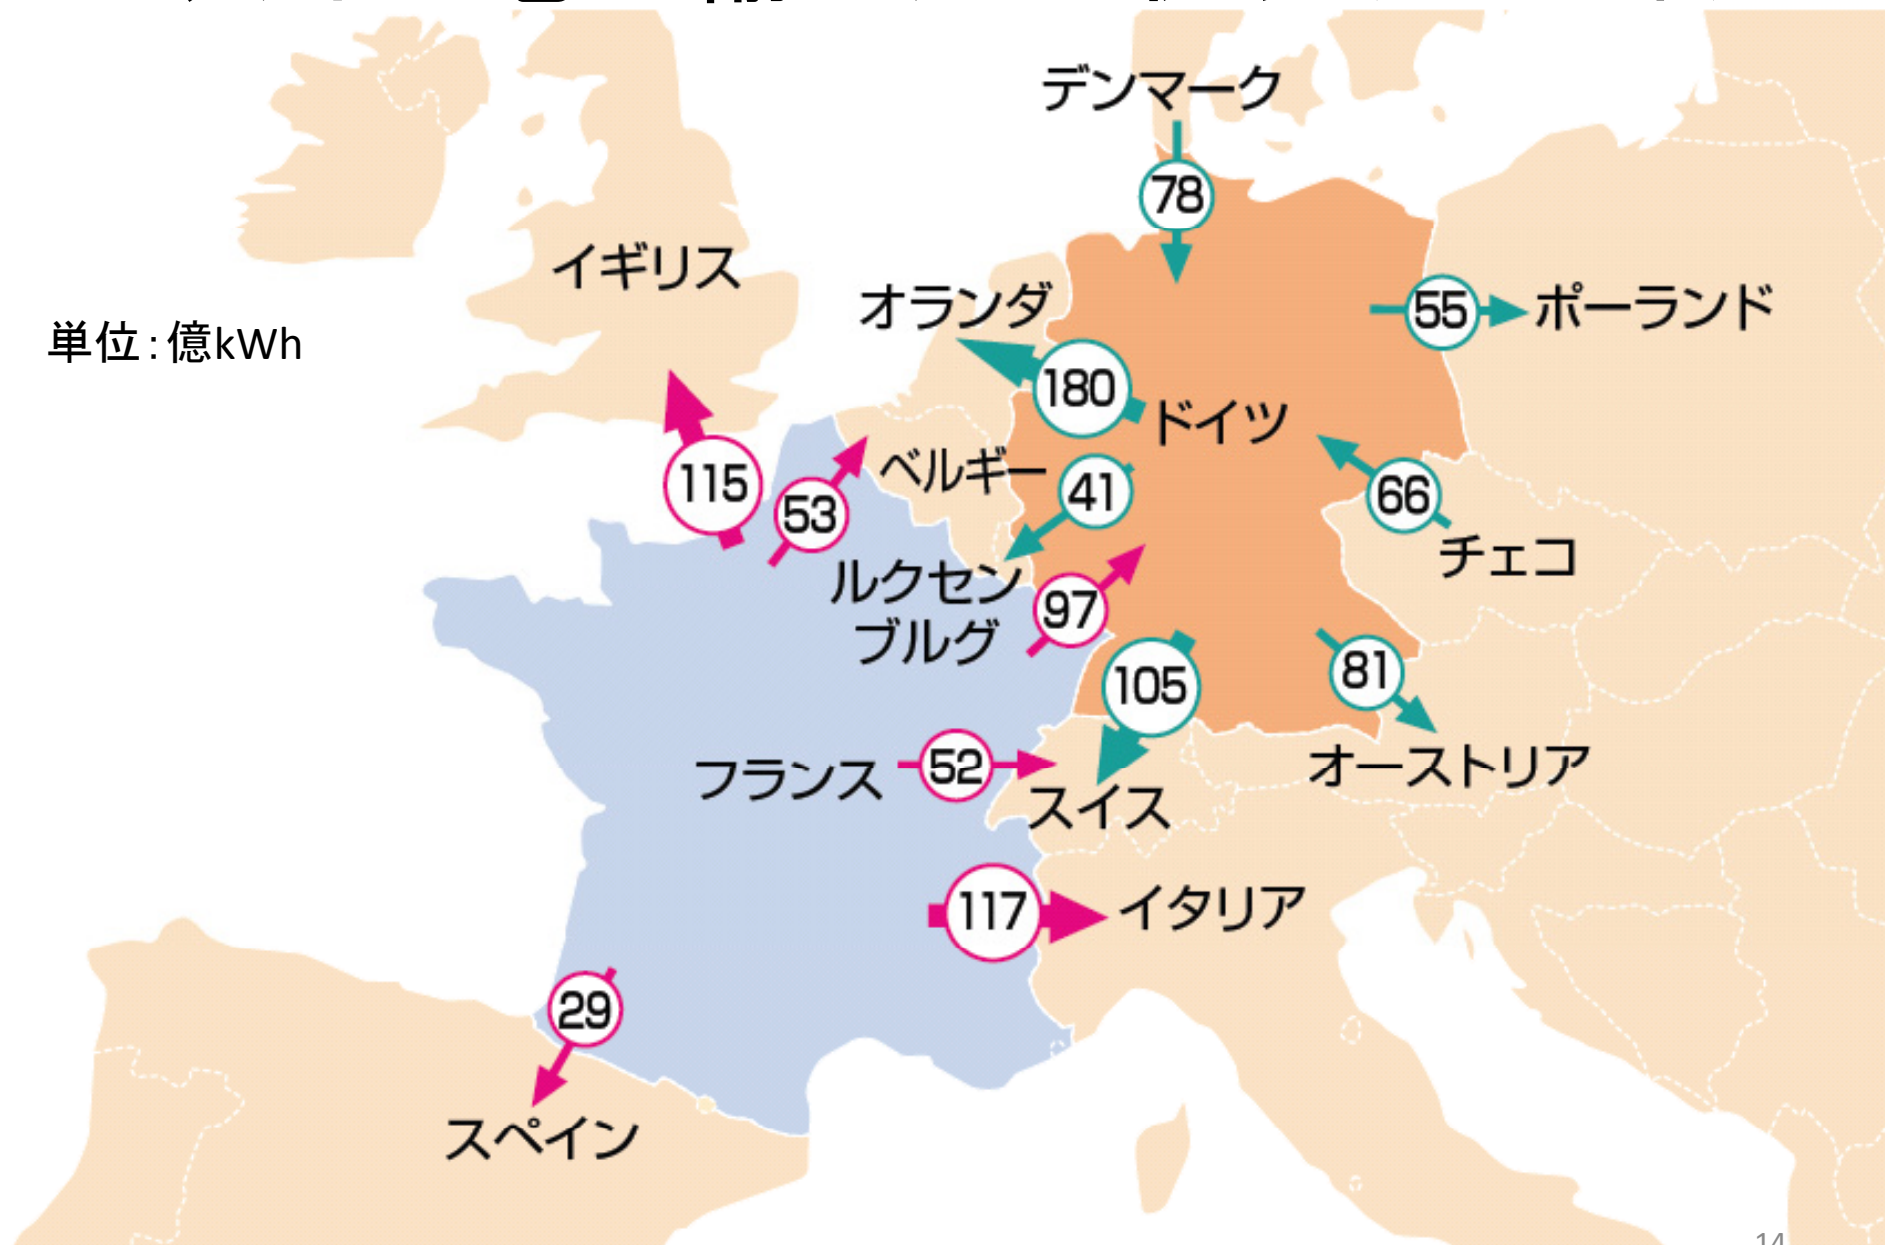 デンマーク
78
イギリス
オランダ
55
ポーランド
単位：億kWh
180
ドイツ
115
53
ベルギー
41
66
チェコ
ルクセン
ブルグ
97
105
81
フランス
52
スイス
オーストリア
117
イタリア
29
スペイン